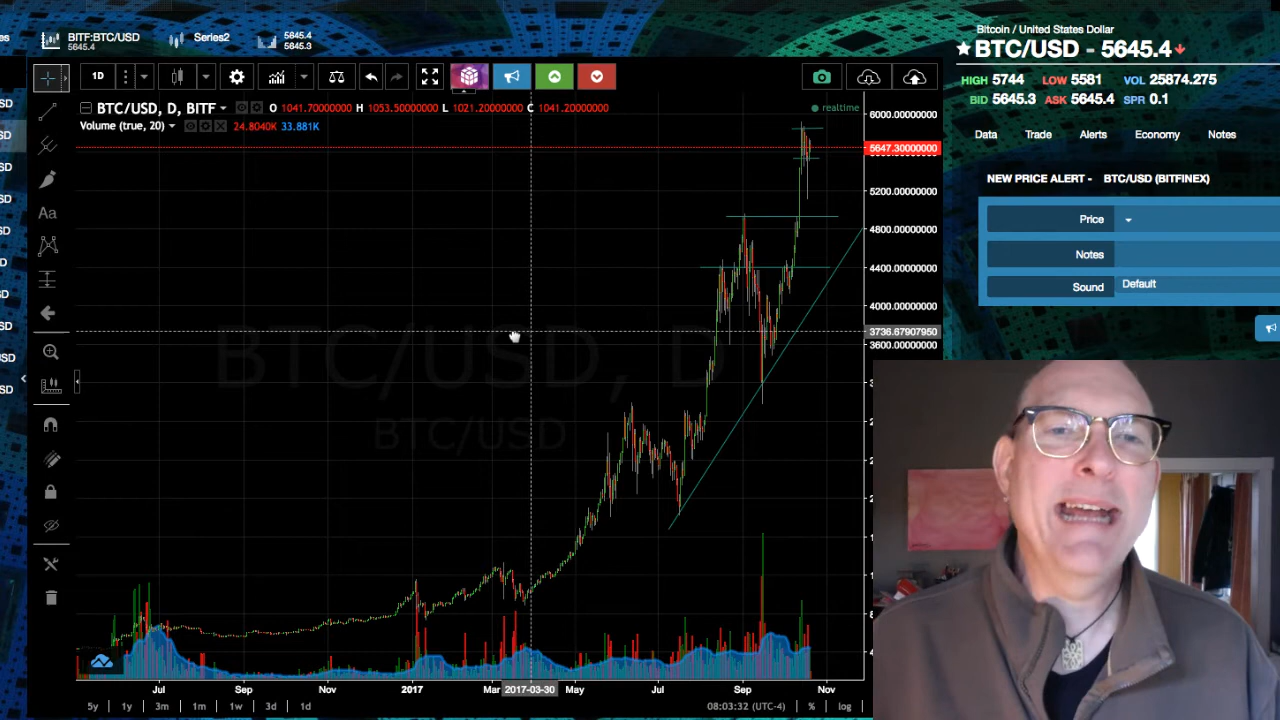 BITF:BTC/USD
5645.4
Series2
5645.4
5645.3
Bitcoin / United States Dollar
BTC/USD - 5645.4
HIGH 5744 LOW 5581 VOL 25874.275
BID 5645.3 ASK 5645.4 SPR 0.1
Data Trade Alerts Economy Notes
NEW PRICE ALERT - BTC/USD (BITFINEX)
Price
Notes
Sound Default
1D
BTC/USD, D, BITF O 1041.70000000 H 1053.50000000 L 1021.20000000 C 1041.20000000
realtime
Volume (true, 20) 24.8040K 33.881K
Aa
6000.00000000
5647.30000000
5200.00000000
4800.00000000
4400.00000000
4000.00000000
3736.67907950
3600.00000000
BTC/USD, D
BTC/USD
Jul Sep Nov 2017 Mar 2017-03-30 May Jul Sep Nov
5y 1y 3m 1m 1w 3d 1d 08:03:32 (UTC-4) % log